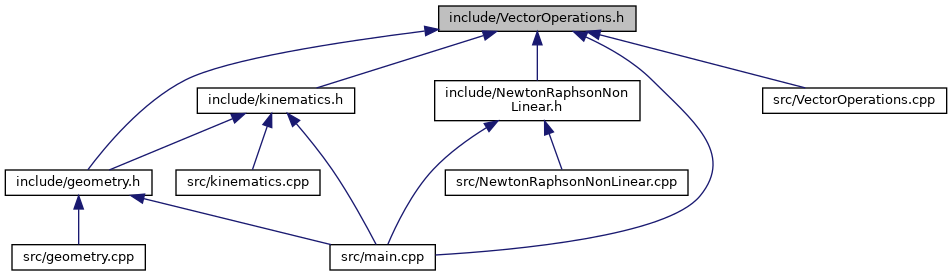 include/VectorOperations.h
include/kinematics.h
include/NewtonRaphsonNon
Linear.h
src/VectorOperations.cpp
include/geometry.h
src/kinematics.cpp
src/NewtonRaphsonNonLinear.cpp
src/geometry.cpp
src/main.cpp